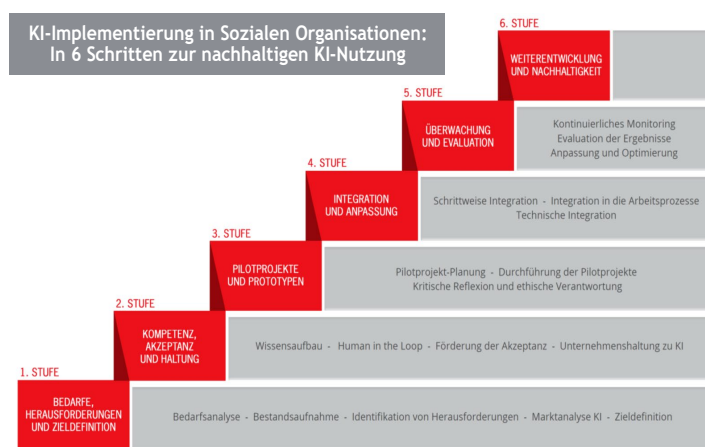 KI-Implementierung in Sozialen Organisationen:
In 6 Schritten zur nachhaltigen KI-Nutzung
6. STUFE
WEITERENTWICKLUNG
UND NACHHALTIGKEIT
5. STUFE
ÜBERWACHUNG
UND EVALUATION
Kontinuierliches Monitoring
Evaluation der Ergebnisse
Anpassung und Optimierung
4. STUFE
INTEGRATION
UND ANPASSUNG
Schrittweise Integration - Integration in die Arbeitsprozesse
Technische Integration
3. STUFE
PILOTPROJEKTE
UND PROTOTYPEN
Pilotprojekt-Planung - Durchführung der Pilotprojekte
Kritische Reflexion und ethische Verantwortung
2. STUFE
KOMPETENZ,
AKZEPTANZ
UND HALTUNG
Wissensaufbau - Human in the Loop - Förderung der Akzeptanz - Unternehmenshaltung zu KI
1. STUFE
BEDARFE,
HERAUSFORDERUNGEN
UND ZIELDEFINITION
Bedarfsanalyse - Bestandsaufnahme - Identifikation von Herausforderungen - Marktanalyse KI - Zieldefinition